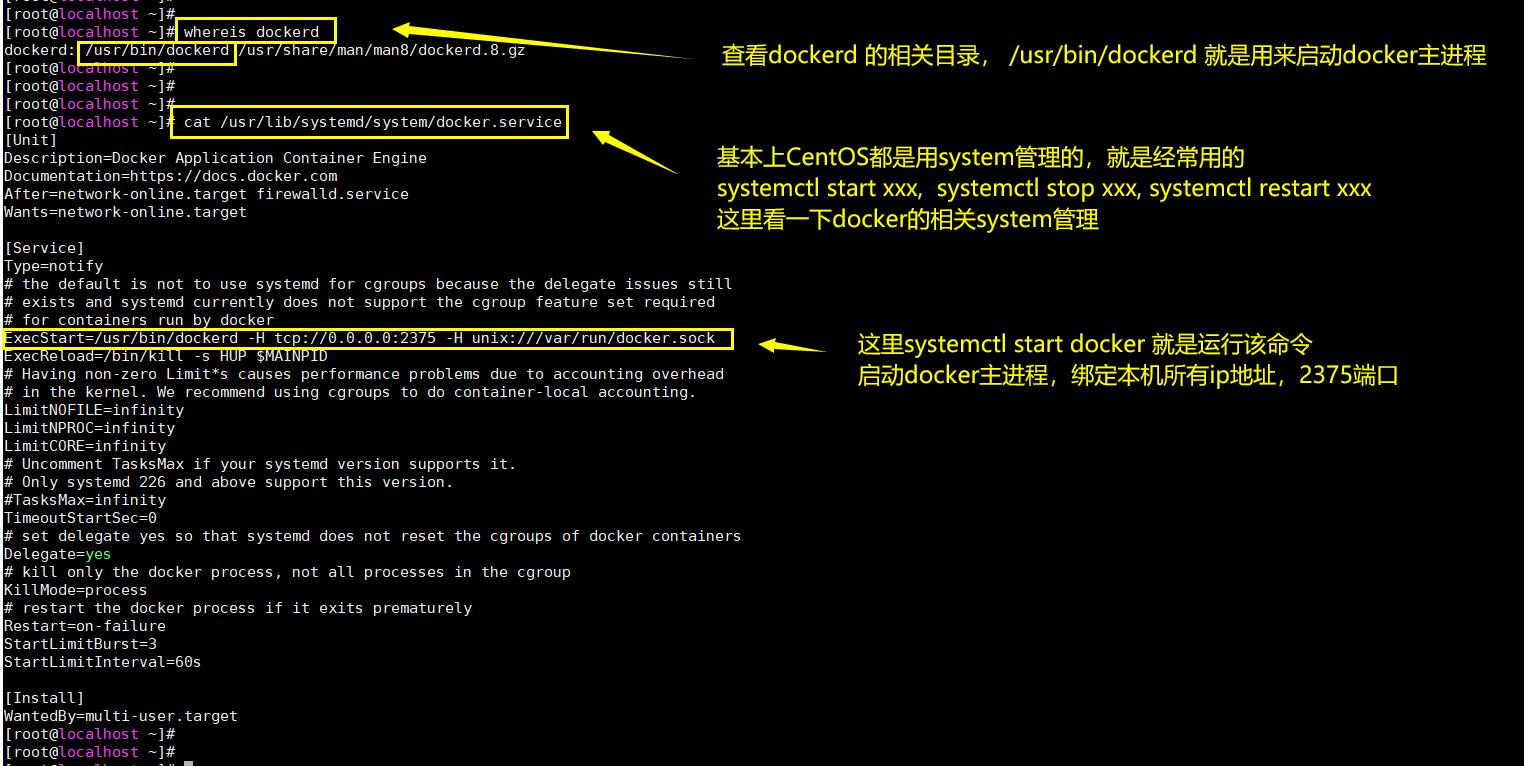 [root@localhost ~]#
[root@localhost ~]#
[root@localhost ~]# whereis dockerd
dockerd: /usr/bin/dockerd /usr/share/man/man8/dockerd.8.gz
查看dockerd 的相关目录， /usr/bin/dockerd 就是用来启动docker主进程
[root@localhost ~]#
[root@localhost ~]#
[root@localhost ~]#
[root@localhost ~]# cat /usr/lib/systemd/system/docker.service
[Unit]
Description=Docker Application Container Engine
Documentation=https://docs.docker.com
After=network-online.target firewalld.service
Wants=network-online.target
基本上CentOS都是用system管理的，就是经常用的
systemctl start xxx, systemctl stop xxx, systemctl restart xxx
这里看一下docker的相关system管理
[Service]
Type=notify
# the default is not to use systemd for cgroups because the delegate issues still
# exists and systemd currently does not support the cgroup feature set required
# for containers run by docker
ExecStart=/usr/bin/dockerd -H tcp://0.0.0.0:2375 -H unix:///var/run/docker.sock
这里systemctl start docker 就是运行该命令
启动docker主进程，绑定本机所有ip地址，2375端口
ExecReload=/bin/kill -s HUP $MAINPID
# Having non-zero Limit*s causes performance problems due to accounting overhead
# in the kernel. We recommend using cgroups to do container-local accounting.
LimitNOFILE=infinity
LimitNPROC=infinity
LimitCORE=infinity
# Uncomment TasksMax if your systemd version supports it.
# Only systemd 226 and above support this version.
#TasksMax=infinity
TimeoutStartSec=0
# set delegate yes so that systemd does not reset the cgroups of docker containers
Delegate=yes
# kill only the docker process, not all processes in the cgroup
KillMode=process
# restart the docker process if it exits prematurely
Restart=on-failure
StartLimitBurst=3
StartLimitInterval=60s
[Install]
WantedBy=multi-user.target
[root@localhost ~]#
[root@localhost ~]#